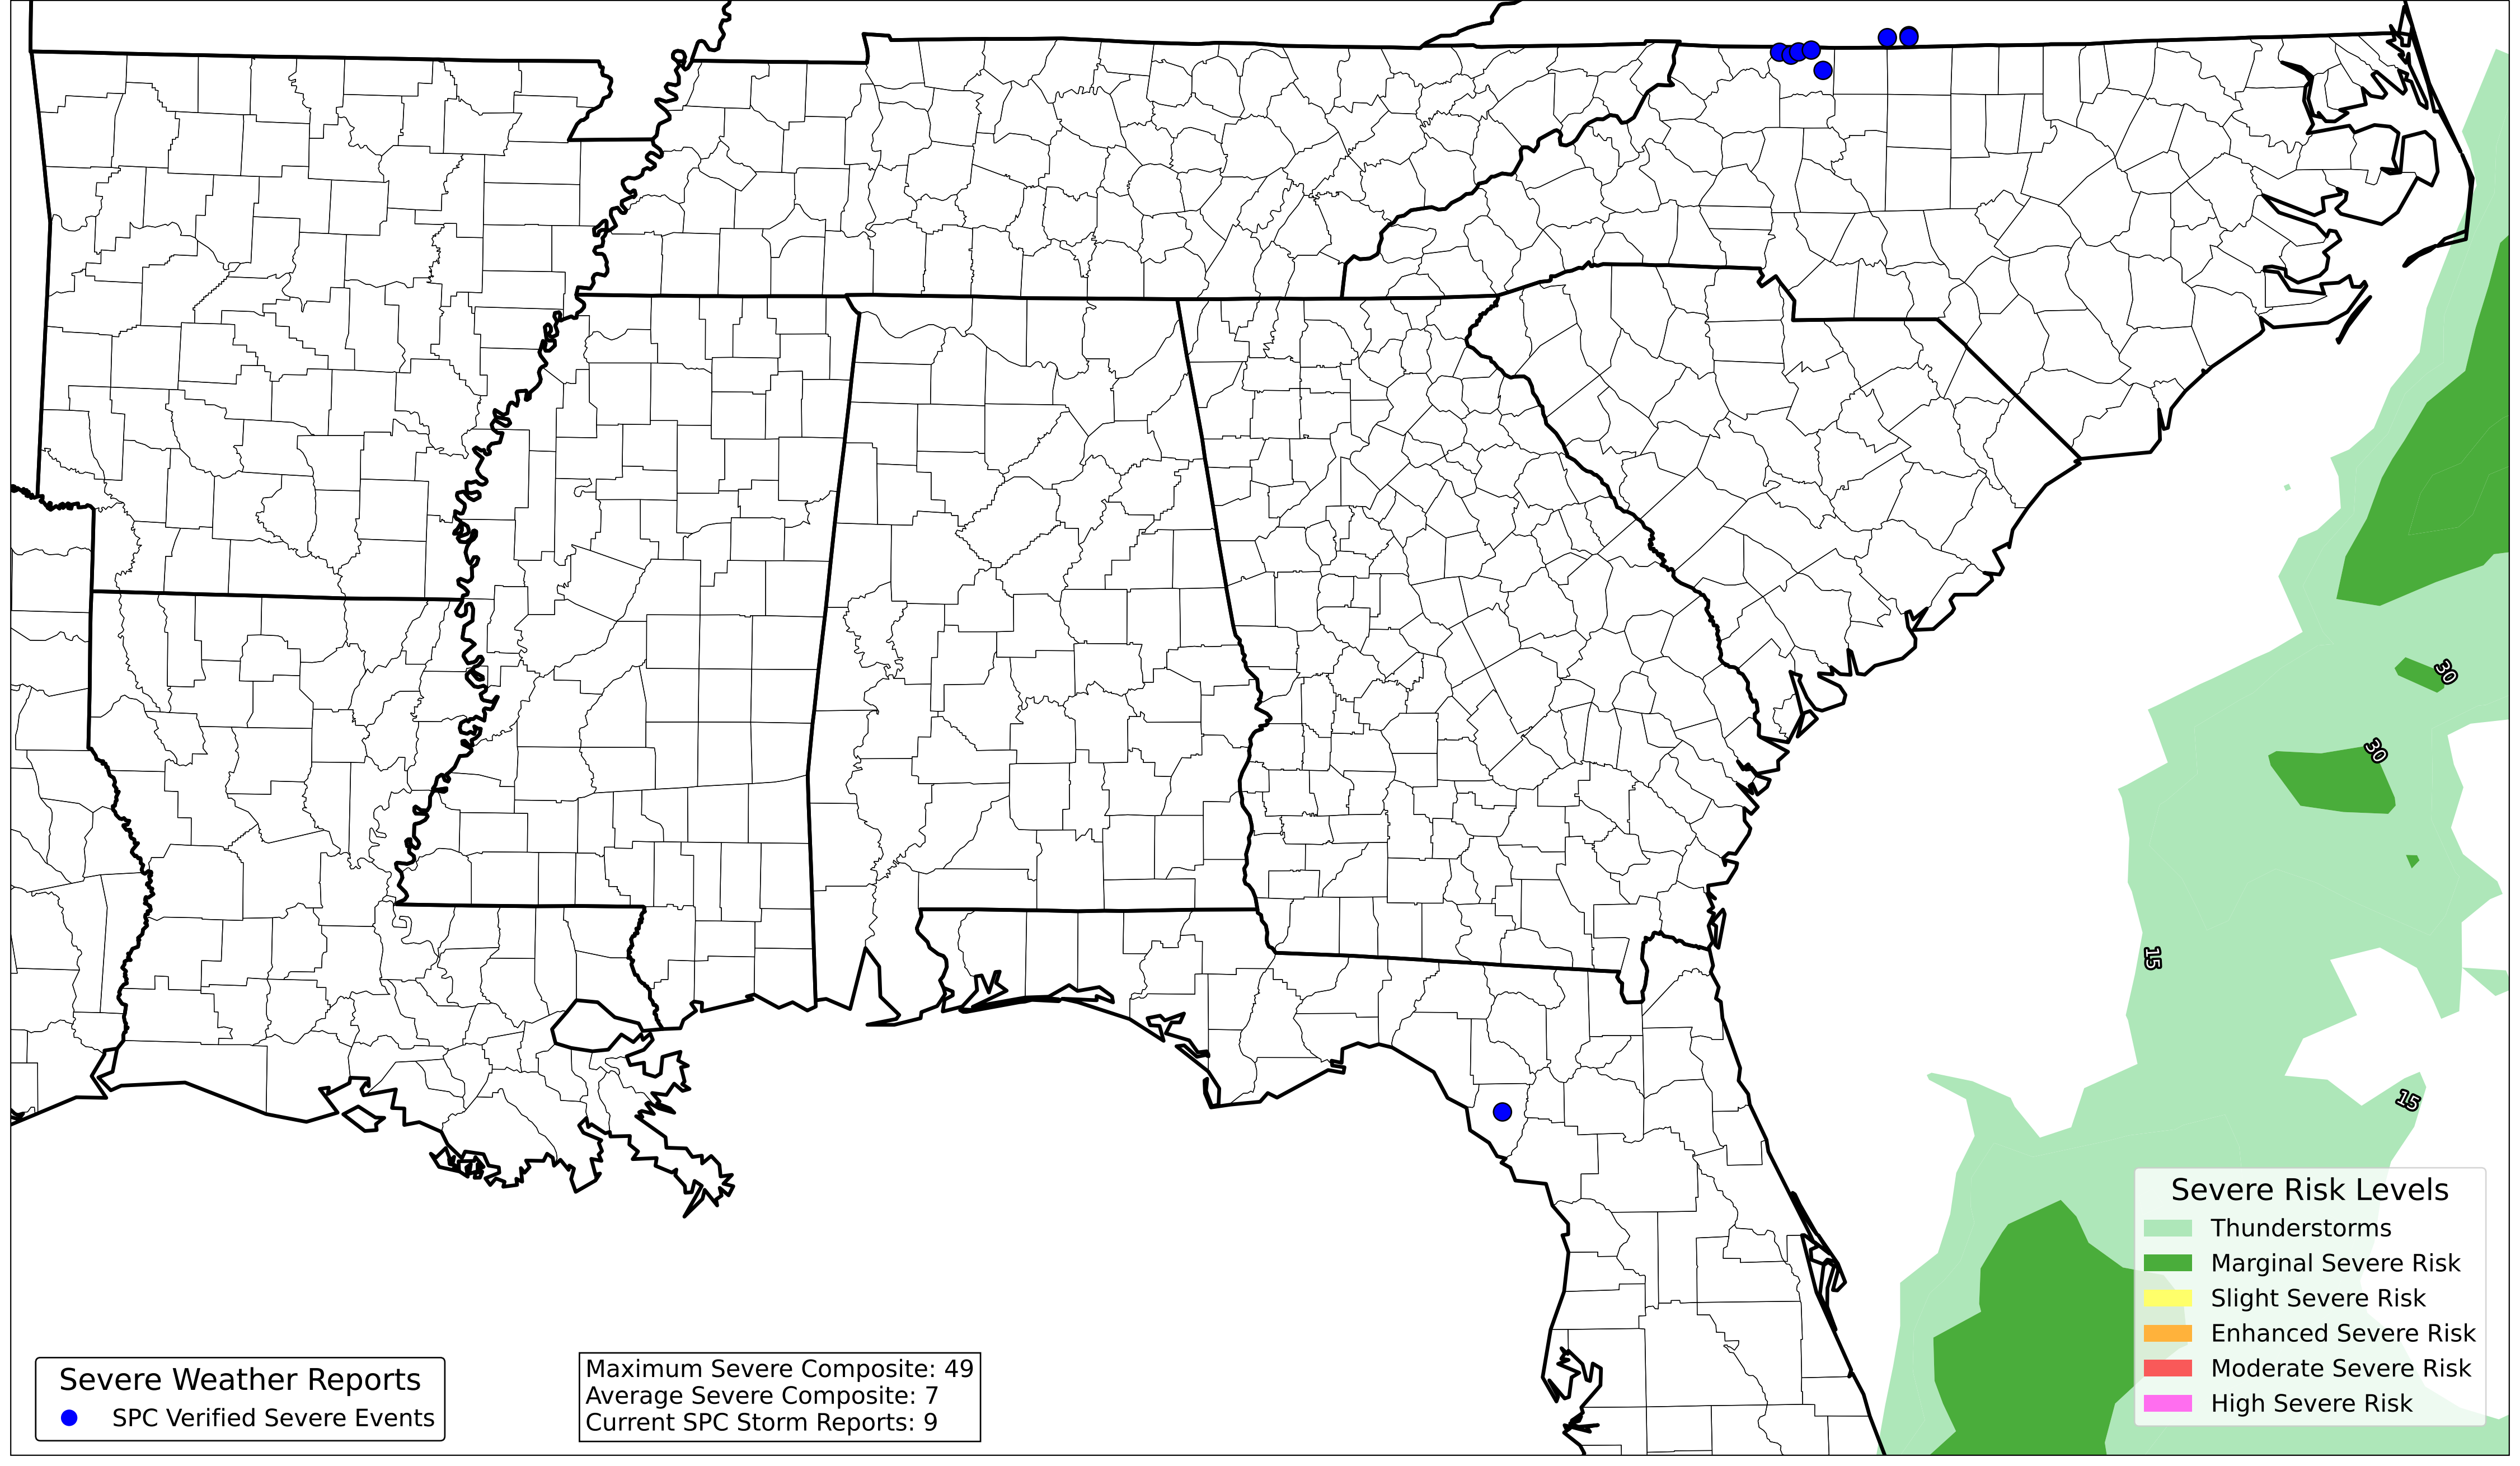 30
30
15
15
Severe Risk Levels
Thunderstorms
Marginal Severe Risk
Slight Severe Risk
Enhanced Severe Risk
Moderate Severe Risk
High Severe Risk
Severe Weather Reports
SPC Verified Severe Events
Maximum Severe Composite: 49
Average Severe Composite: 7
Current SPC Storm Reports: 9